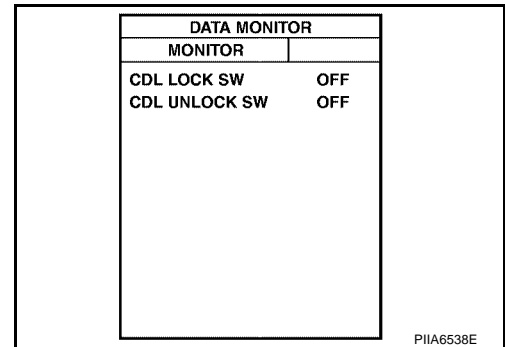 DATA MONITOR
MONITOR
CDL LOCK SW OFF
CDL UNLOCK SW OFF
PIIA6538E